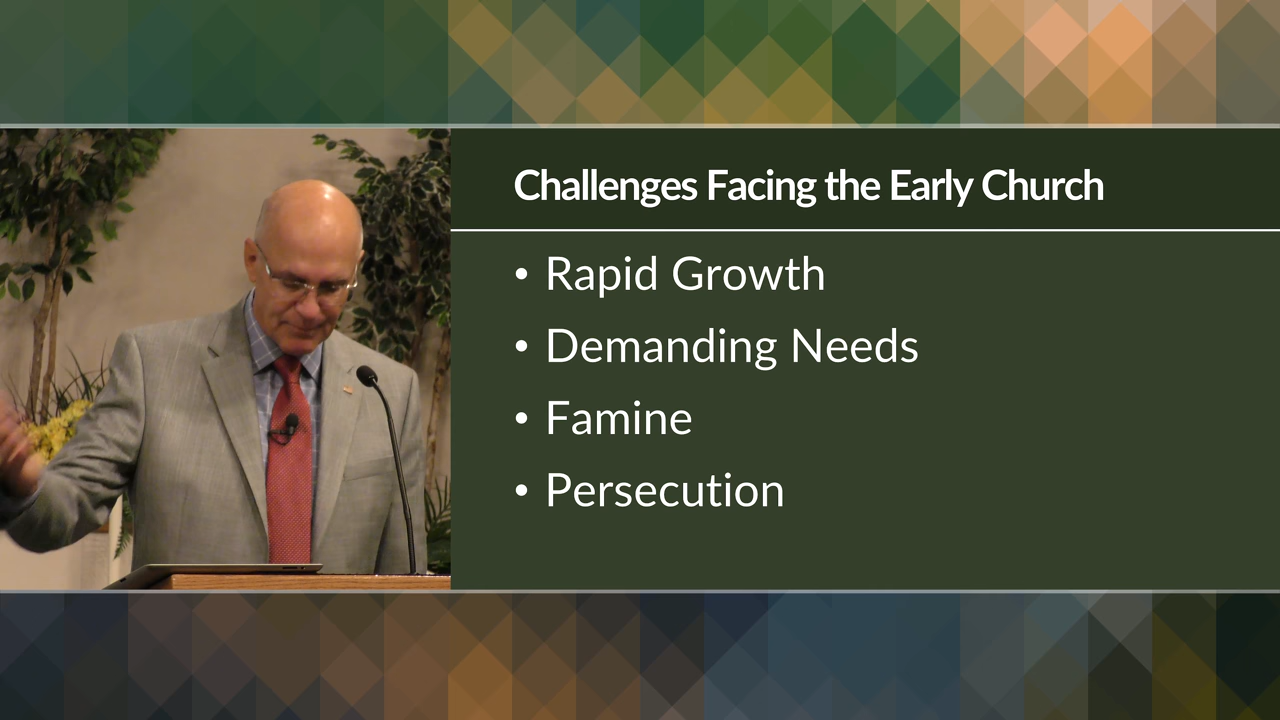 Challenges Facing the Early Church
• Rapid Growth
• Demanding Needs
• Famine
• Persecution